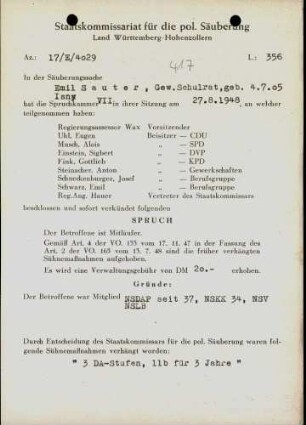 Staatskommissariat für die pol. Säuberung
Land Württemberg-Hohenzollern
Az.: 17/E/4029 L.: 356
417
In der Säuberungssache
Emil Sauter, Gew.Schulrat, geb. 4.7.05
Isny
hat die Spruchkammer VII in ihrer Sitzung am 27.8.1948, an welcher
teilgenommen haben:
Regierungsassessor Wax Vorsitzender
Uhl, Eugen Beisitzer — CDU
Musch, Alois „ — SPD
Einstein, Sigbert „ — DVP
Fink, Gottlieb „ — KPD
Steinacher, Anton „ — Gewerkschaften
Schneckenburger, Josef „ — Berufsgruppe
Schwarz, Emil „ — Berufsgruppe
Reg.Ang. Hauer Vertreter des Staatskommissars
beschlossen und sofort verkündet folgenden
SPRUCH
Der Betroffene ist Mitläufer.
Gemäß Art. 4 der VO. 133 vom 17. 11. 47 in der Fassung des
Art. 2 der VO. 165 vom 13. 7. 48 sind die früher verhängten
Sühnemaßnahmen aufgehoben.
Es wird eine Verwaltungsgebühr von DM 20.- erhoben.
Gründe:
Der Betroffene war Mitglied NSDAP seit 37, NSKK 34, NSV
NSLB
Durch Entscheidung des Staatskommissars für die pol. Säuberung waren fol-
gende Sühnemaßnahmen verhängt worden:
" 3 DA-Stufen, 11b für 3 Jahre "